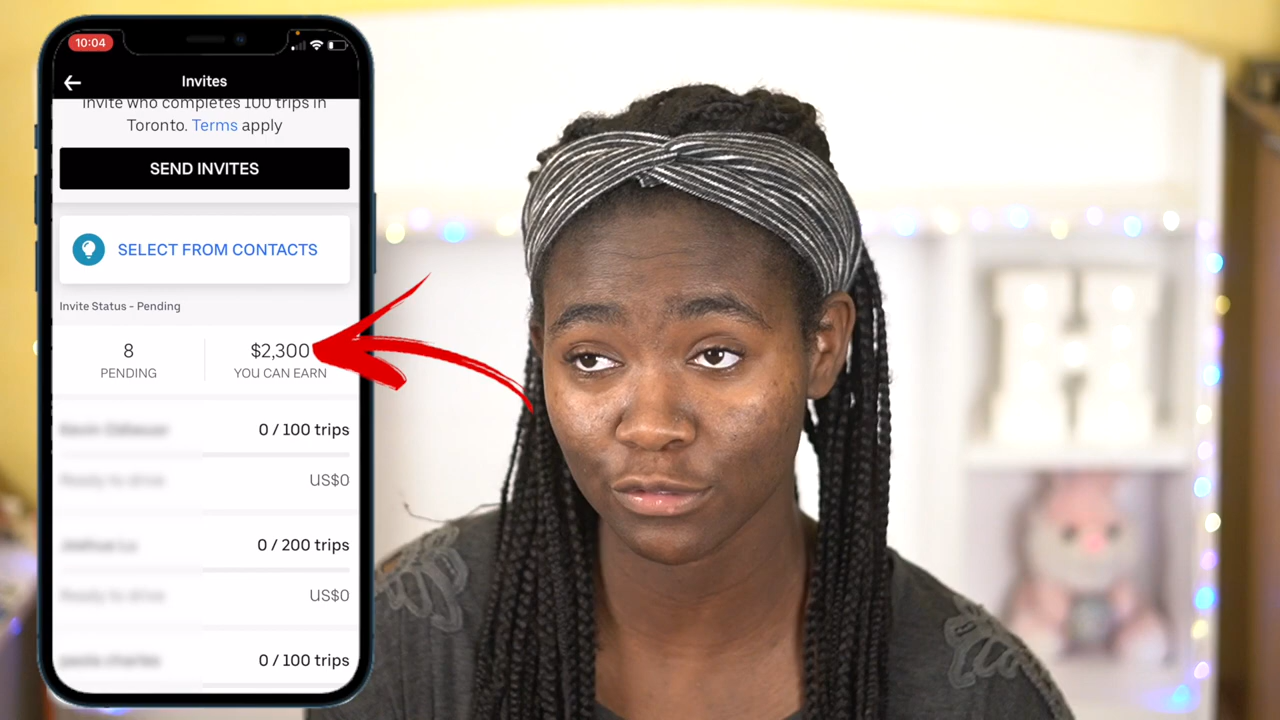 10:04
Invites
Invite who completes 100 trips in
Toronto. Terms apply
SEND INVITES
SELECT FROM CONTACTS
Invite Status - Pending
8
PENDING
$2,300
YOU CAN EARN
0 / 100 trips
US$0
0 / 200 trips
US$0
0 / 100 trips
H